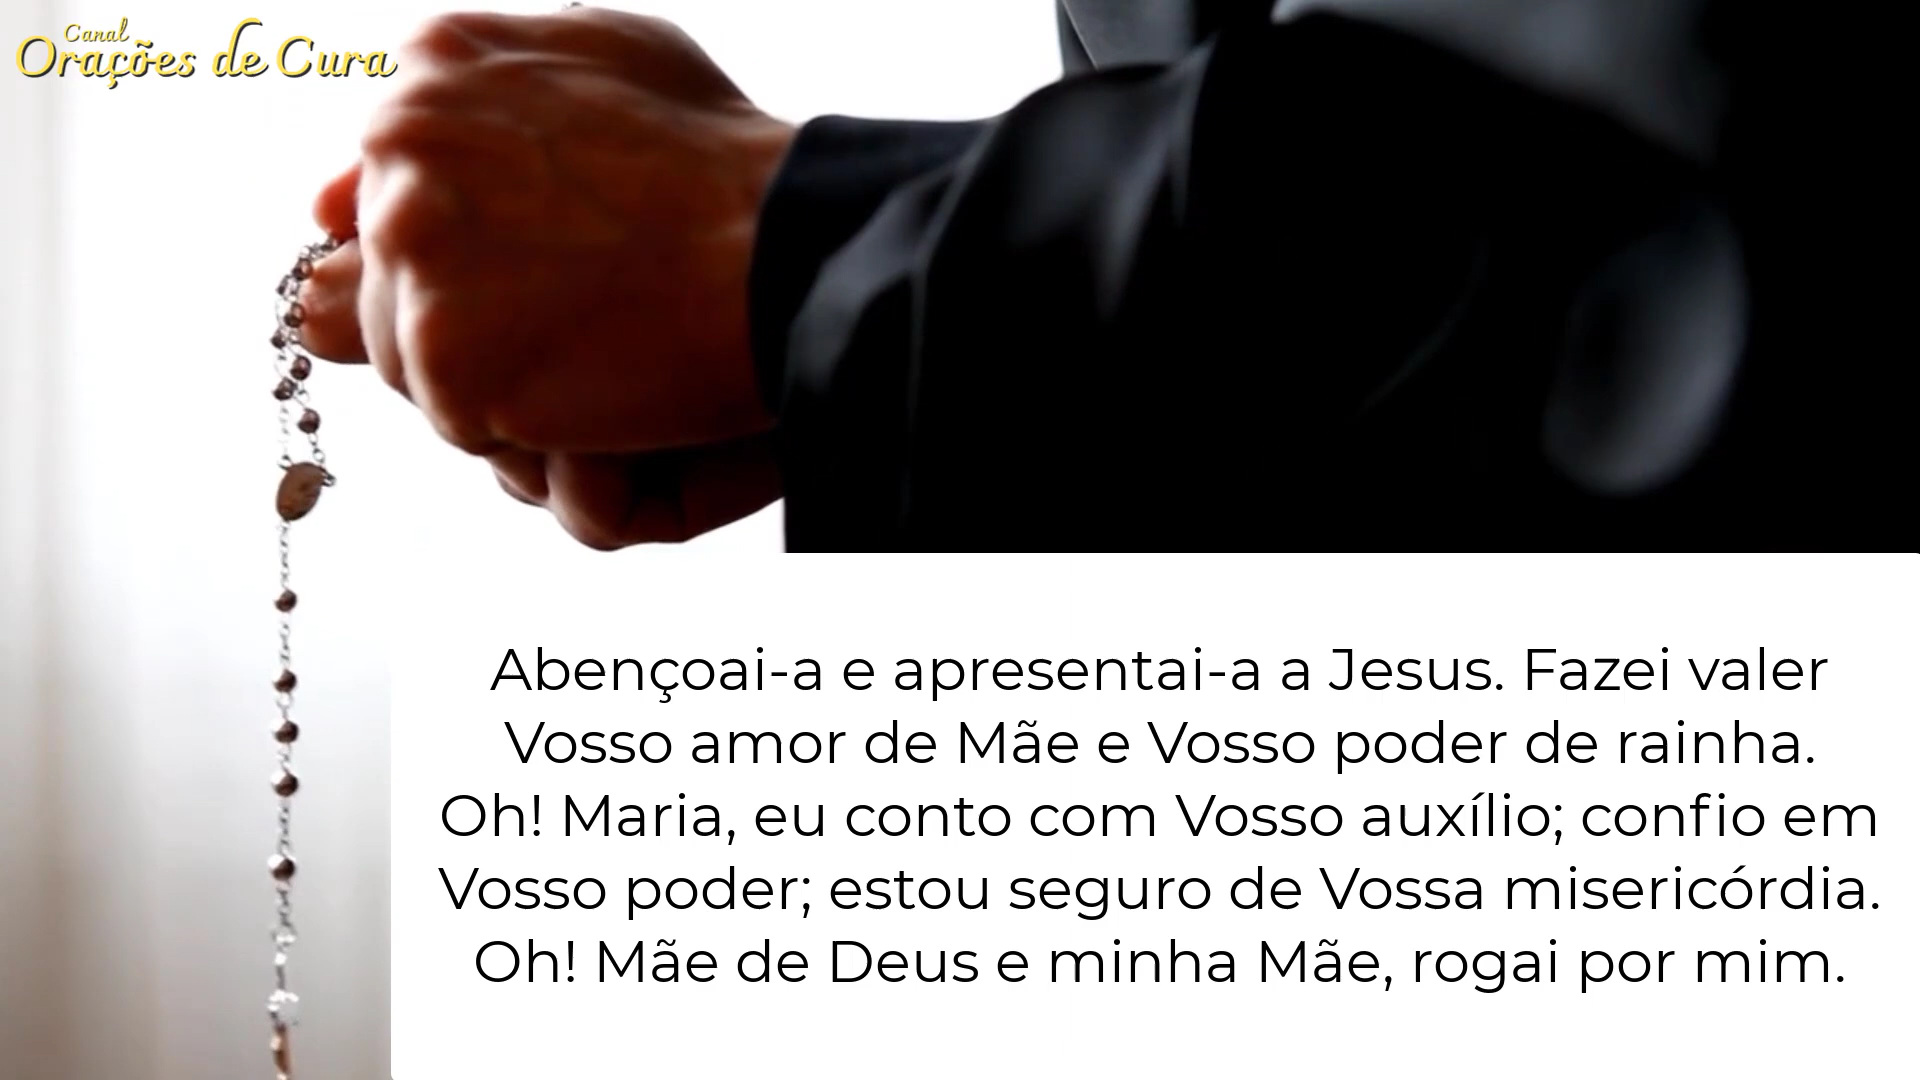 Canal
Orações de Cura
Abençoai-a e apresentai-a a Jesus. Fazei valer
Vosso amor de Mãe e Vosso poder de rainha.
Oh! Maria, eu conto com Vosso auxílio; confio em
Vosso poder; estou seguro de Vossa misericórdia.
Oh! Mãe de Deus e minha Mãe, rogai por mim.